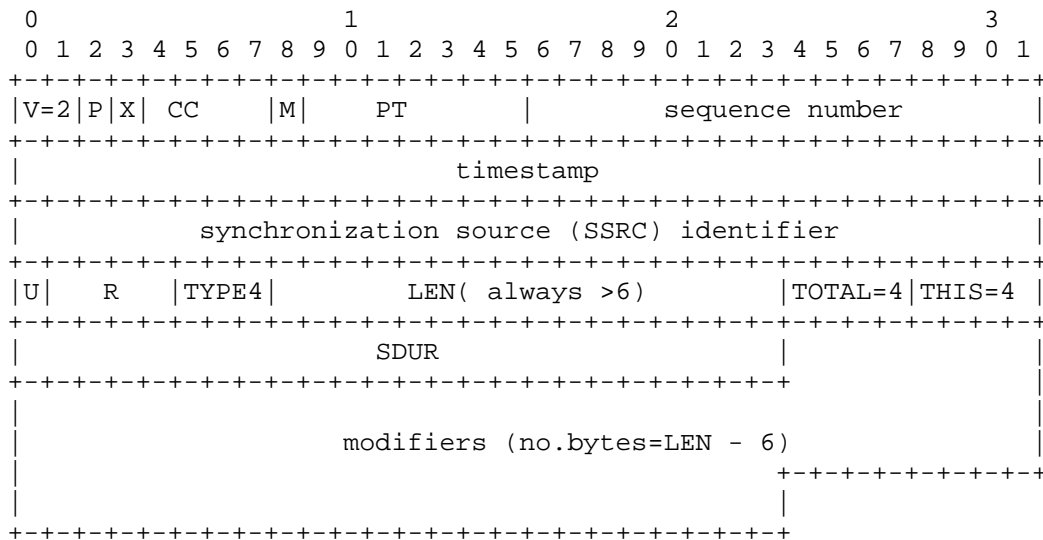 0                   1                   2                   3
 0 1 2 3 4 5 6 7 8 9 0 1 2 3 4 5 6 7 8 9 0 1 2 3 4 5 6 7 8 9 0 1
+-+-+-+-+-+-+-+-+-+-+-+-+-+-+-+-+-+-+-+-+-+-+-+-+-+-+-+-+-+-+-+-+
|V=2|P|X| CC    |M|    PT       |        sequence number        |
+-+-+-+-+-+-+-+-+-+-+-+-+-+-+-+-+-+-+-+-+-+-+-+-+-+-+-+-+-+-+-+-+
|                           timestamp                           |
+-+-+-+-+-+-+-+-+-+-+-+-+-+-+-+-+-+-+-+-+-+-+-+-+-+-+-+-+-+-+-+-+
|           synchronization source (SSRC) identifier            |
+-+-+-+-+-+-+-+-+-+-+-+-+-+-+-+-+-+-+-+-+-+-+-+-+-+-+-+-+-+-+-+-+
|U|   R   |TYPE4|        LEN( always >6)        |TOTAL=4|THIS=4 |
+-+-+-+-+-+-+-+-+-+-+-+-+-+-+-+-+-+-+-+-+-+-+-+-+-+-+-+-+-+-+-+-+
|                      SDUR                     |               |
+-+-+-+-+-+-+-+-+-+-+-+-+-+-+-+-+-+-+-+-+-+-+-+-+               |
|                                                               |
|                    modifiers (no.bytes=LEN - 6)               |
|                                                +-+-+-+-+-+-+-+-+
|                                               |
+-+-+-+-+-+-+-+-+-+-+-+-+-+-+-+-+-+-+-+-+-+-+-+-+